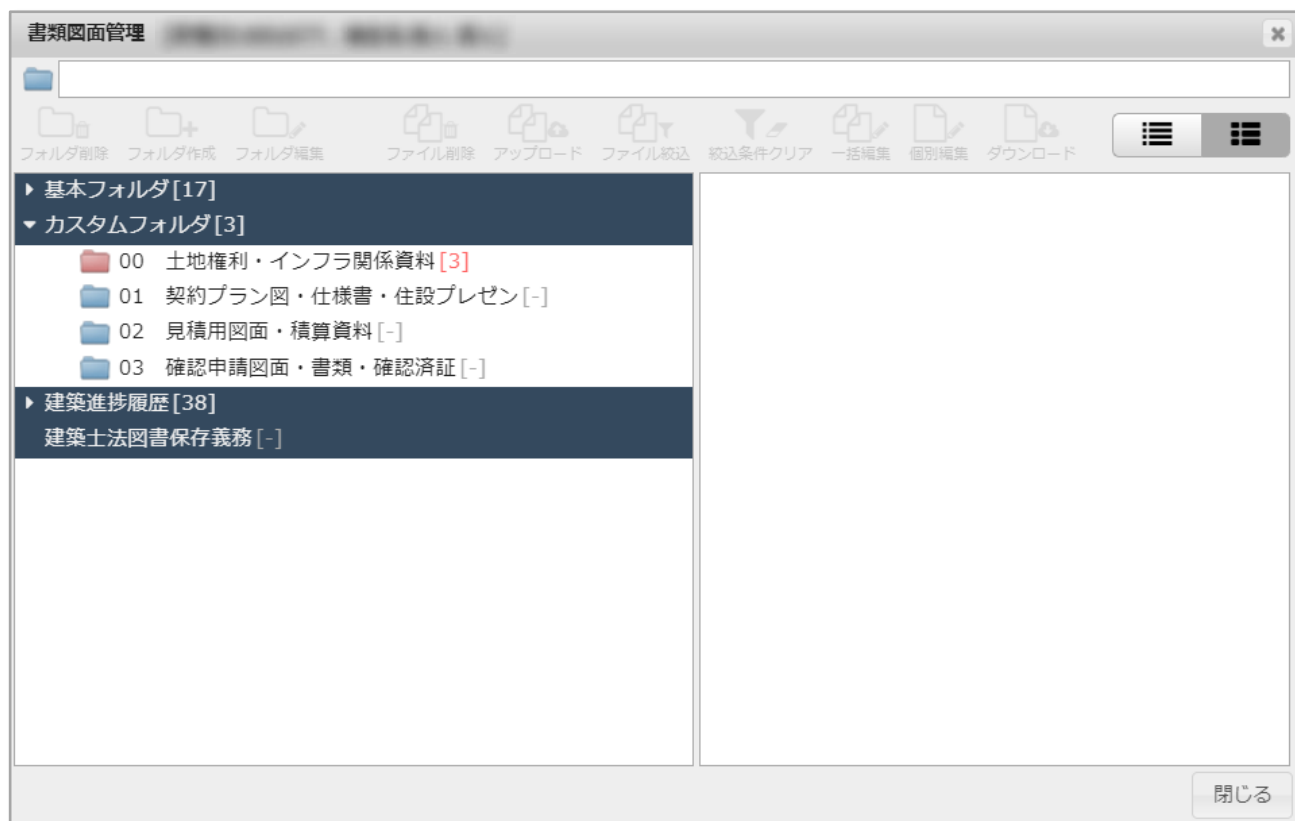 書類図面管理
フォルダ削除 フォルダ作成 フォルダ編集 ファイル削除 アップロード ファイル絞込 絞込条件クリア 一括編集 個別編集 ダウンロード
基本フォルダ[17]
カスタムフォルダ[3]
00 土地権利・インフラ関係資料[3]
01 契約プラン図・仕様書・住設プレゼン[-]
02 見積用図面・積算資料[-]
03 確認申請図面・書類・確認済証[-]
建築進捗履歴[38]
建築士法図書保存義務[-]
閉じる